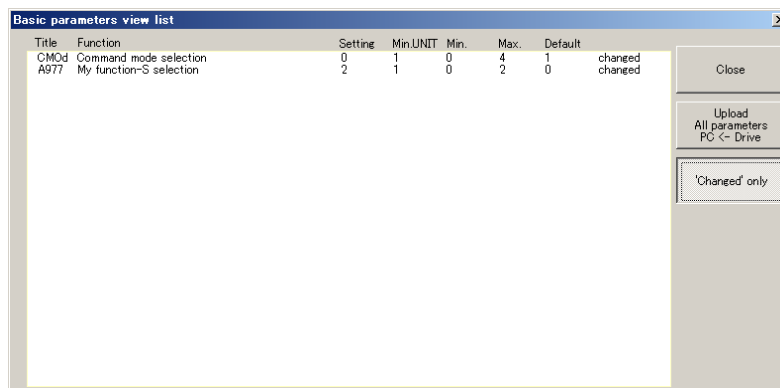 Basic parameters view list
Title Function Setting Min.UNIT Min. Max. Default
CMOd Command mode selection 0 1 0 4 1 changed
A977 My function-S selection 2 1 0 2 0 changed
Close
Upload
All parameters
PC <- Drive
'Changed' only